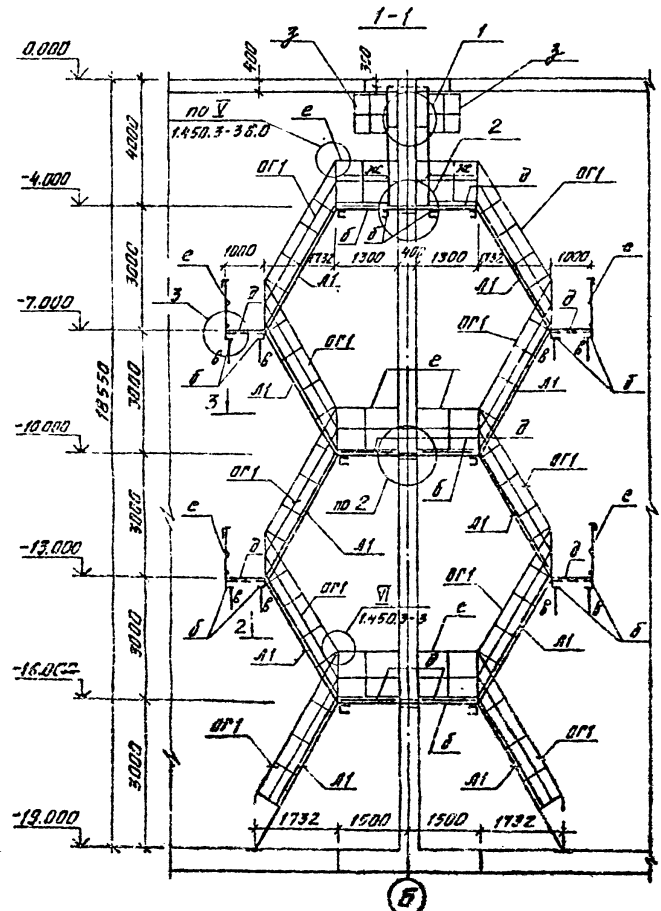 1-1
0.000
400
300
з
1
з
по V
1.450.3-3 8.0
е
2
4000
-4.000
ОГ1
ж
ж
д
ОГ1
б
б
е
1000
1732
1300
400
1300
1732
1000
е
3000
Л1
Л1
-7.000
3
д
ОГ1
ОГ1
д
б
в
в
в
в
б
18550
3
Л1
е
Л1
3000
-10.000
д
ОГ1
по 2
б
ОГ1
е
3000
Л1
Л1
е
-13.000
д
ОГ1
VI
1.450.3-3
ОГ1
д
б
в
в
2
е
в
в
б
Л1
Л1
3000
-16.000
д
б
ОГ1
Л1
Л1
ОГ1
3000
-19.000
1732
1500
1500
1732
Б